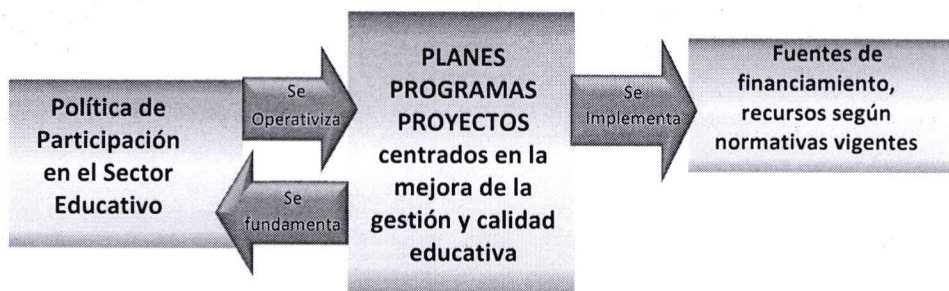 Política de
Participación
en el Sector
Educativo
Se
Operativiza
Se
fundamenta
PLANES
PROGRAMAS
PROYECTOS
centrados en la
mejora de la
gestión y calidad
educativa
Se
Implementa
Fuentes de
financiamiento,
recursos según
normativas vigentes